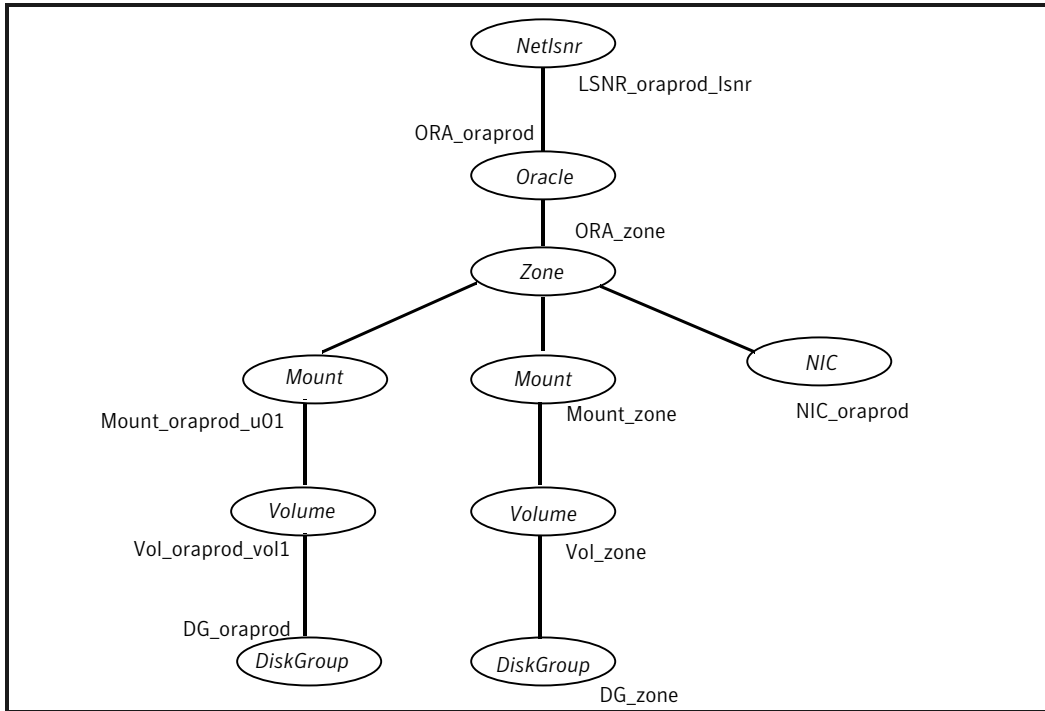 Netlsnr
LSNR_oraprod_lsnr
ORA_oraprod
Oracle
ORA_zone
Zone
Mount
Mount_oraprod_u01
Mount
Mount_zone
NIC
NIC_oraprod
Volume
Vol_oraprod_vol1
Volume
Vol_zone
DG_oraprod
DiskGroup
DiskGroup
DG_zone